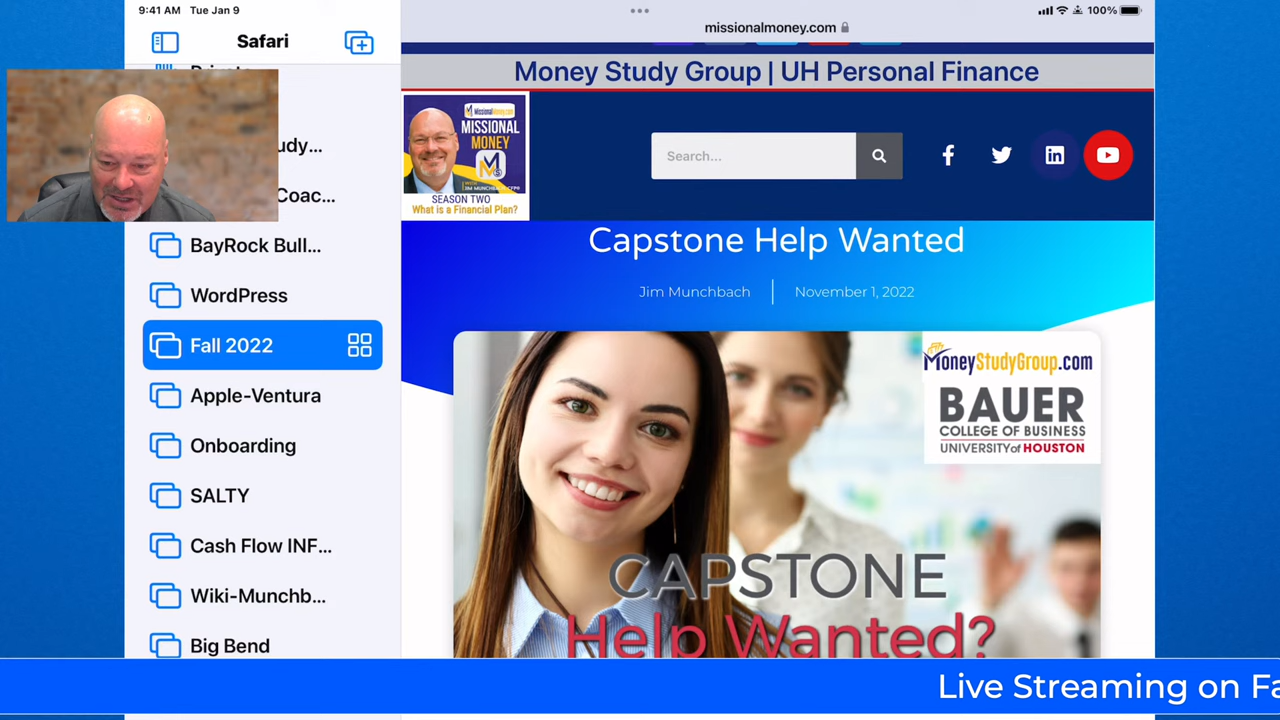 9:41 AM Tue Jan 9
100%
Safari
missionalmoney.com
Money Study Group | UH Personal Finance
udy...
Coac...
BayRock Bull...
WordPress
Fall 2022
Apple-Ventura
Onboarding
SALTY
Cash Flow INF...
Wiki-Munchb...
Big Bend
MISSIONAL
MONEY
SEASON TWO
What is a Financial Plan?
Search...
Capstone Help Wanted
Jim Munchbach
November 1, 2022
MoneyStudyGroup.com
BAUER
COLLEGE OF BUSINESS
UNIVERSITY of HOUSTON
CAPSTONE
Help Wanted?
Live Streaming on Fa